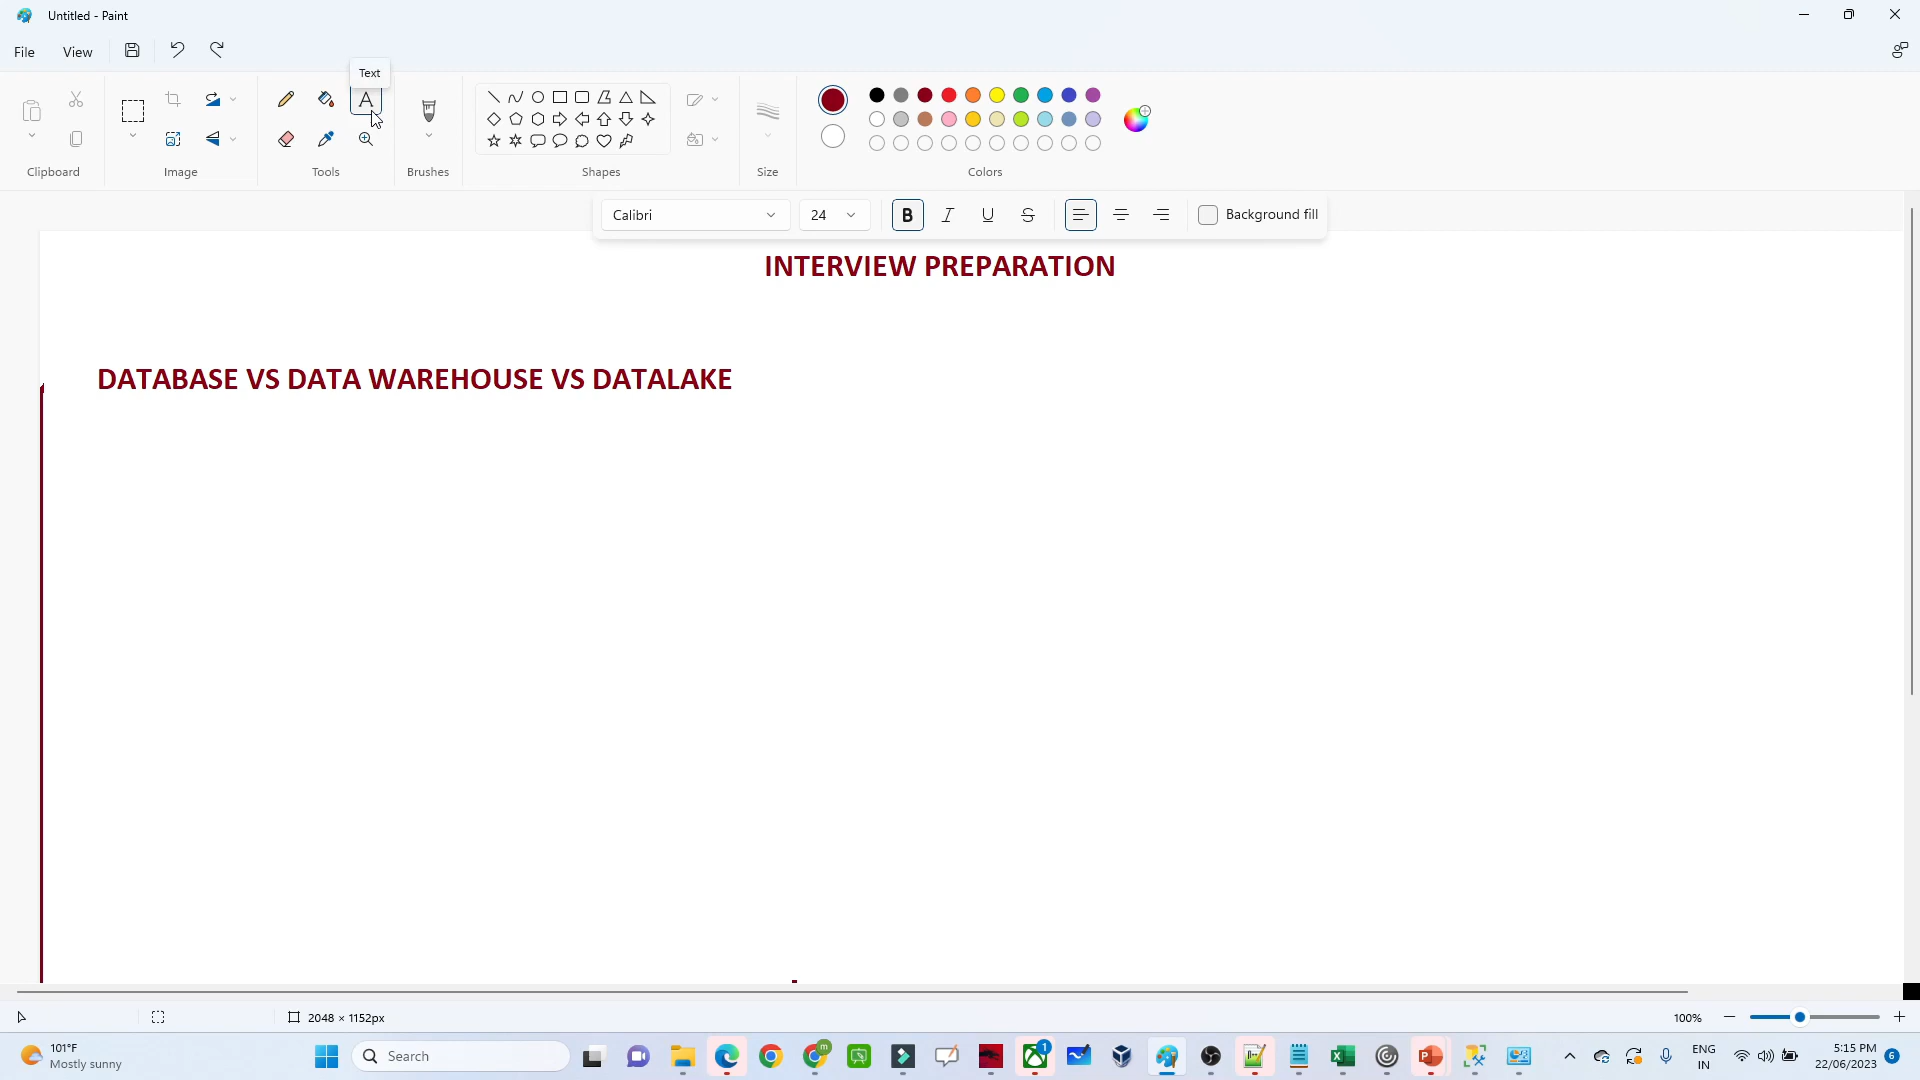 Untitled - Paint
File View
Text
Clipboard Image Tools Brushes Shapes Size Colors
Calibri 24 B I U S Background fill
INTERVIEW PREPARATION
DATABASE VS DATA WAREHOUSE VS DATALAKE
2048 × 1152px 100%
101°F
Mostly sunny
Search
ENG
IN
5:15 PM
22/06/2023
6
1